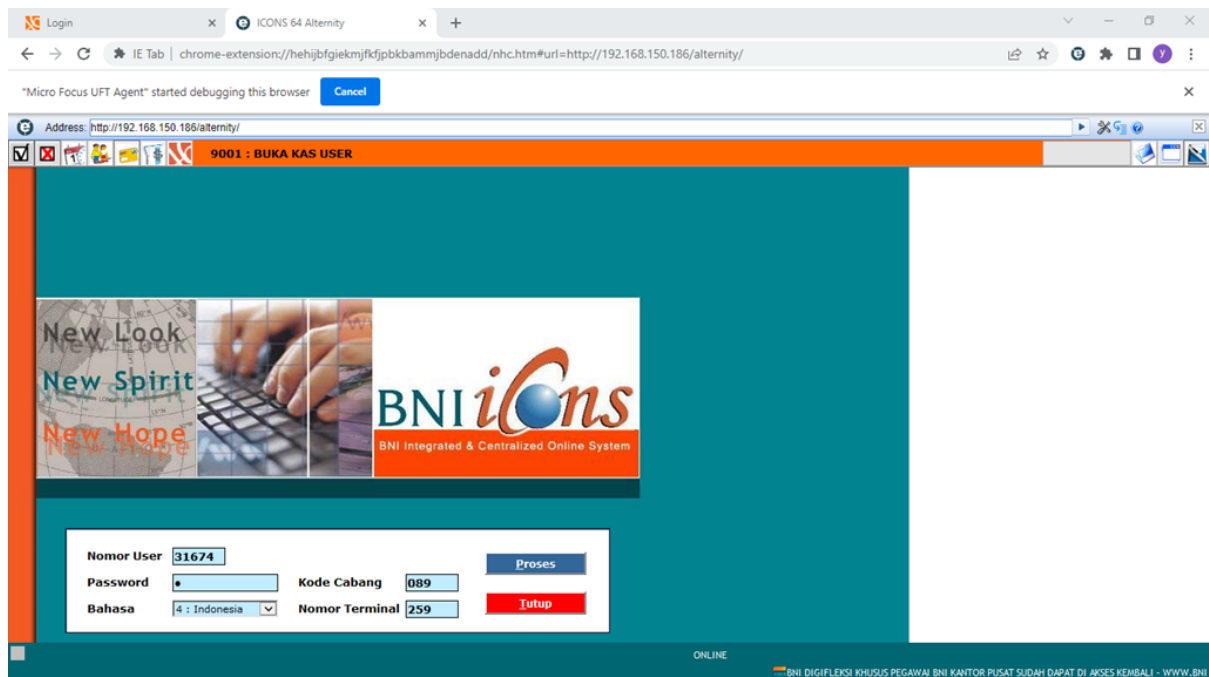 Login
ICONS 64 Alternity
IE Tab | chrome-extension://hehijbfgiekmjfkfjpbkbammjbdenadd/nhc.htm#url=http://192.168.150.186/alternity/
y
"Micro Focus UFT Agent" started debugging this browser
Cancel
Address: http://192.168.150.186/alternity/
9001 : BUKA KAS USER
New Look
New Spirit
New Hope
BNI icons
BNI Integrated & Centralized Online System
Nomor User 31674
Proses
Password
Kode Cabang 089
Bahasa 4 : Indonesia
Nomor Terminal 259
Tutup
ONLINE
BNI DIGIFLEKSI KHUSUS PEGAWAI BNI KANTOR PUSAT SUDAH DAPAT DI AKSES KEMBALI - WWW.BNI